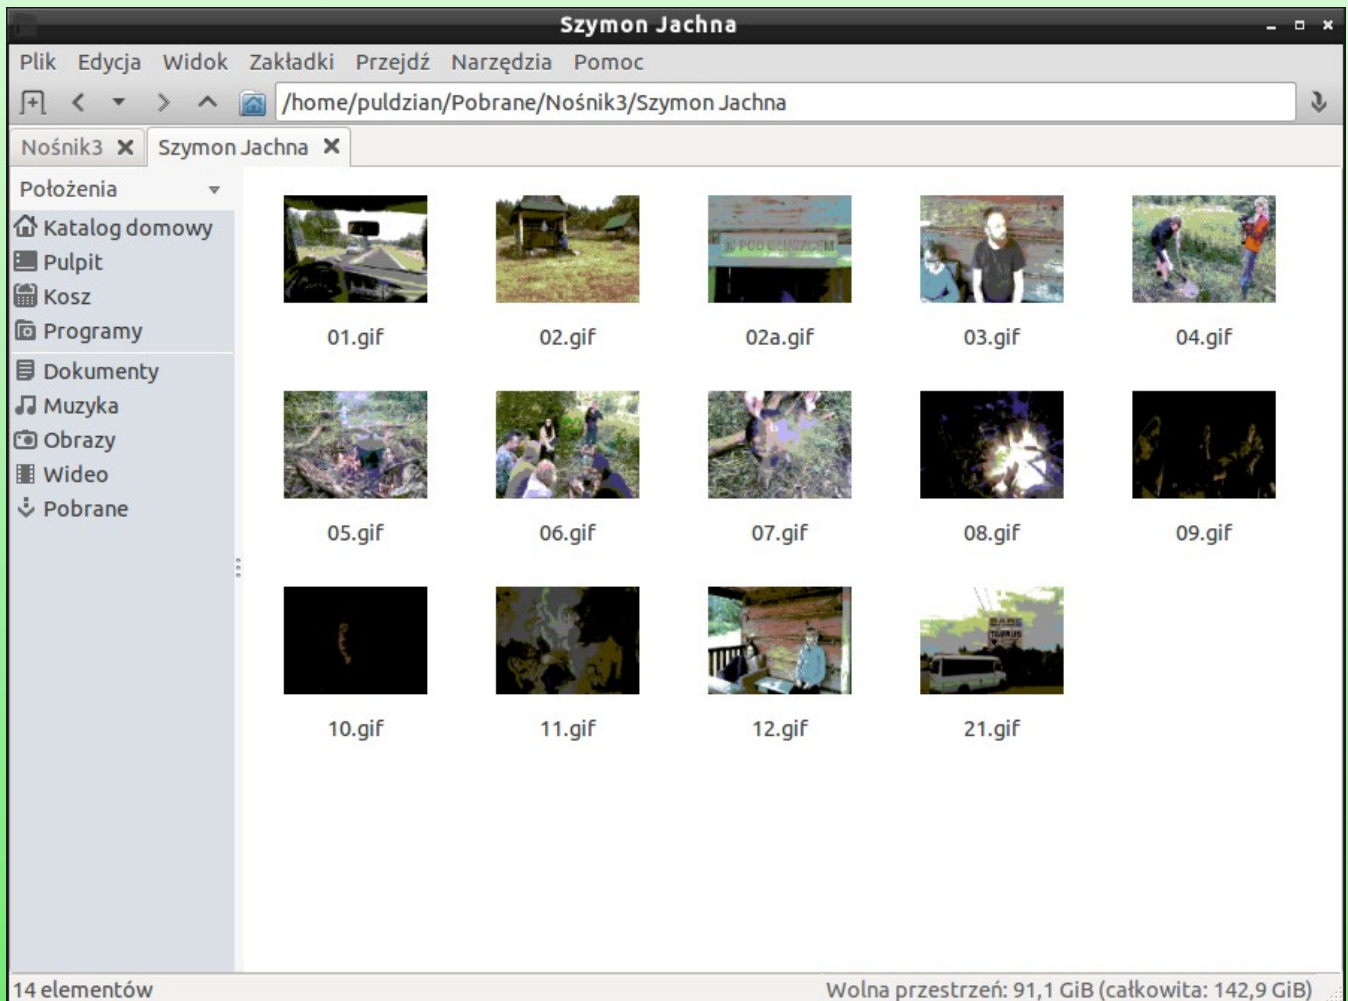 Szymon Jachna
Plik Edycja Widok Zakładki Przejdź Narzędzia Pomoc
/home/puldzian/Pobrane/Nośnik3/Szymon Jachna
Nośnik3 Szymon Jachna
Położenia
Katalog domowy
Pulpit
Kosz
Programy
Dokumenty
Muzyka
Obrazy
Wideo
Pobrane
01.gif 02.gif 02a.gif 03.gif 04.gif
POD GŁUSZCEM
05.gif 06.gif 07.gif 08.gif 09.gif
10.gif 11.gif 12.gif 21.gif
TAURUS
14 elementów
Wolna przestrzeń: 91,1 GiB (całkowita: 142,9 GiB)